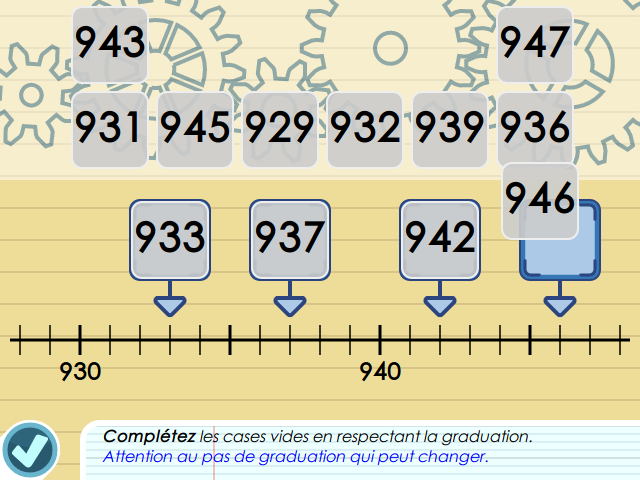 943 947
931 945 929 932 939 936
946
933 937 942
930 940
Complétez les cases vides en respectant la graduation.
Attention au pas de graduation qui peut changer.